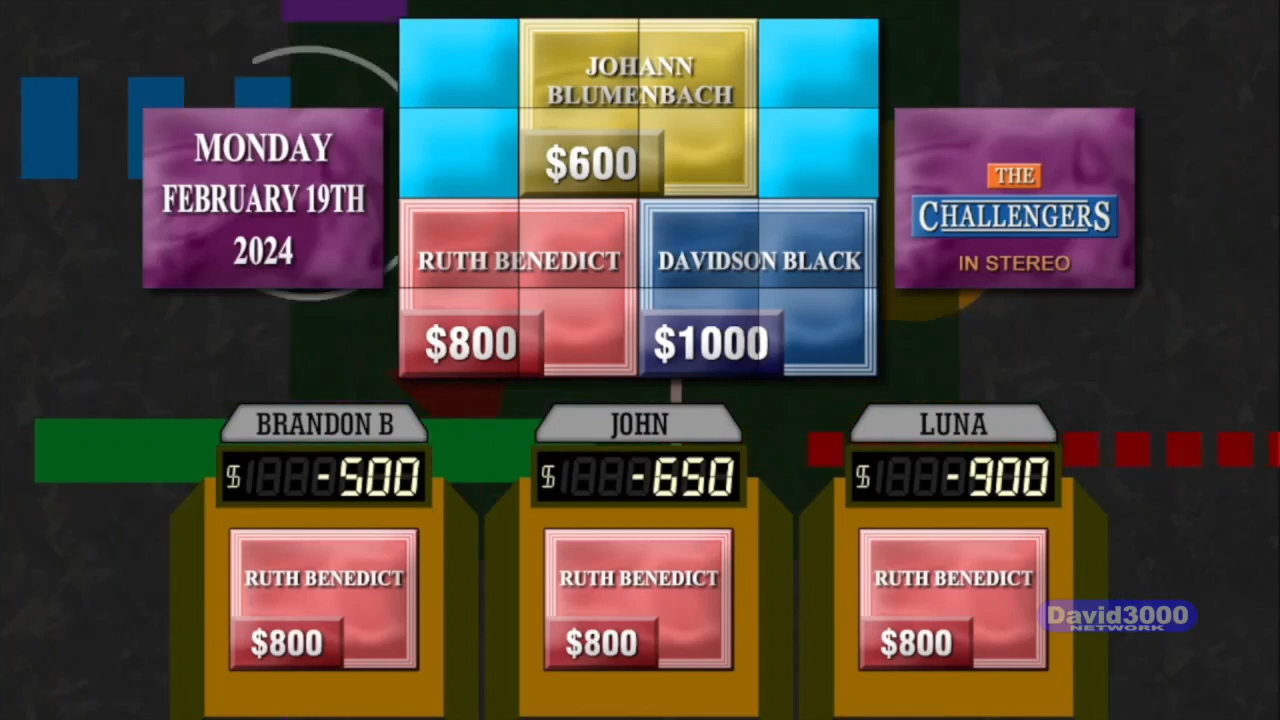 JOHANN
BLUMENBACH
$600
MONDAY
FEBRUARY 19TH
2024
THE
CHALLENGERS
IN STEREO
RUTH BENEDICT
$800
DAVIDSON BLACK
$1000
BRANDON B
$ -500
JOHN
$ -650
LUNA
$ -900
RUTH BENEDICT
$800
RUTH BENEDICT
$800
RUTH BENEDICT
$800
David3000
NETWORK